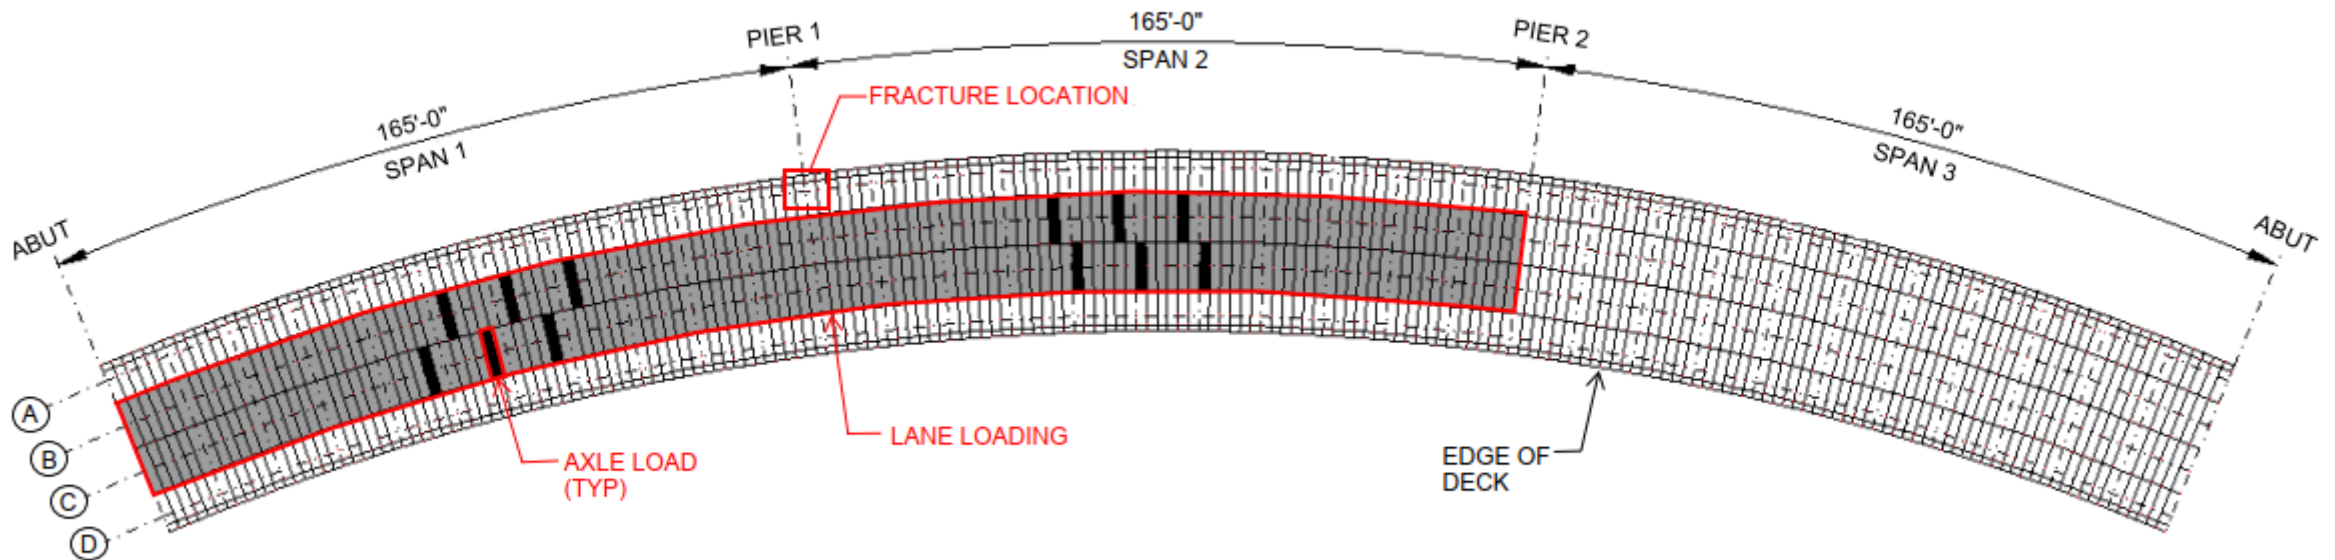 165'-0"
PIER 1
SPAN 2
PIER 2
FRACTURE LOCATION
165'-0"
SPAN 1
165'-0"
SPAN 3
ABUT
ABUT
A
B
C
D
LANE LOADING
AXLE LOAD
(TYP)
EDGE OF
DECK